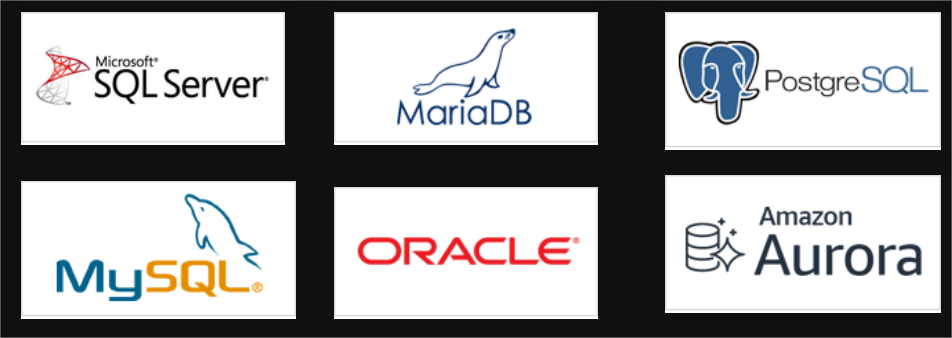 Microsoft®
SQL Server®
MariaDB
PostgreSQL
MySQL®
ORACLE®
Amazon
Aurora